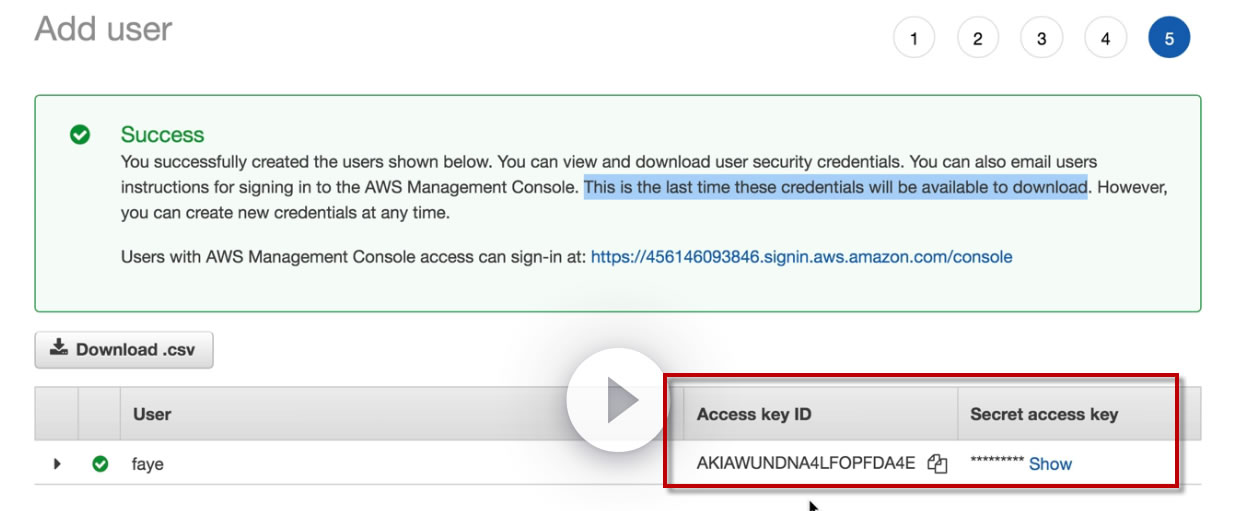 Add user
1 2 3 4 5
Success
You successfully created the users shown below. You can view and download user security credentials. You can also email users
instructions for signing in to the AWS Management Console. This is the last time these credentials will be available to download. However,
you can create new credentials at any time.
Users with AWS Management Console access can sign-in at: https://456146093846.signin.aws.amazon.com/console
Download .csv
User Access key ID Secret access key
faye AKIAWUNDNA4LFOPFDA4E ********* Show